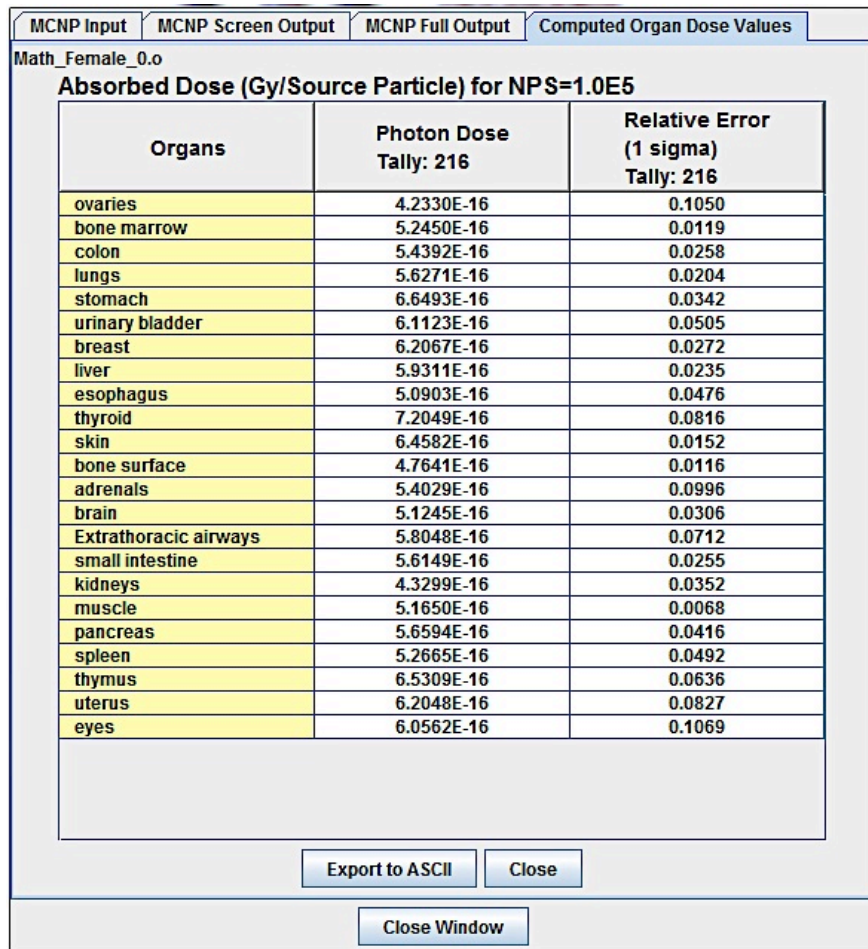 MCNP Input MCNP Screen Output MCNP Full Output Computed Organ Dose Values
Math_Female_0.o
Absorbed Dose (Gy/Source Particle) for NPS=1.0E5
Organs Photon Dose Tally: 216 Relative Error (1 sigma) Tally: 216
ovaries 4.2330E-16 0.1050
bone marrow 5.2450E-16 0.0119
colon 5.4392E-16 0.0258
lungs 5.6271E-16 0.0204
stomach 6.6493E-16 0.0342
urinary bladder 6.1123E-16 0.0505
breast 6.2067E-16 0.0272
liver 5.9311E-16 0.0235
esophagus 5.0903E-16 0.0476
thyroid 7.2049E-16 0.0816
skin 6.4582E-16 0.0152
bone surface 4.7641E-16 0.0116
adrenals 5.4029E-16 0.0996
brain 5.1245E-16 0.0306
Extrathoracic airways 5.8048E-16 0.0712
small intestine 5.6149E-16 0.0255
kidneys 4.3299E-16 0.0352
muscle 5.1650E-16 0.0068
pancreas 5.6594E-16 0.0416
spleen 5.2665E-16 0.0492
thymus 6.5309E-16 0.0636
uterus 6.2048E-16 0.0827
eyes 6.0562E-16 0.1069
Export to ASCII Close
Close Window